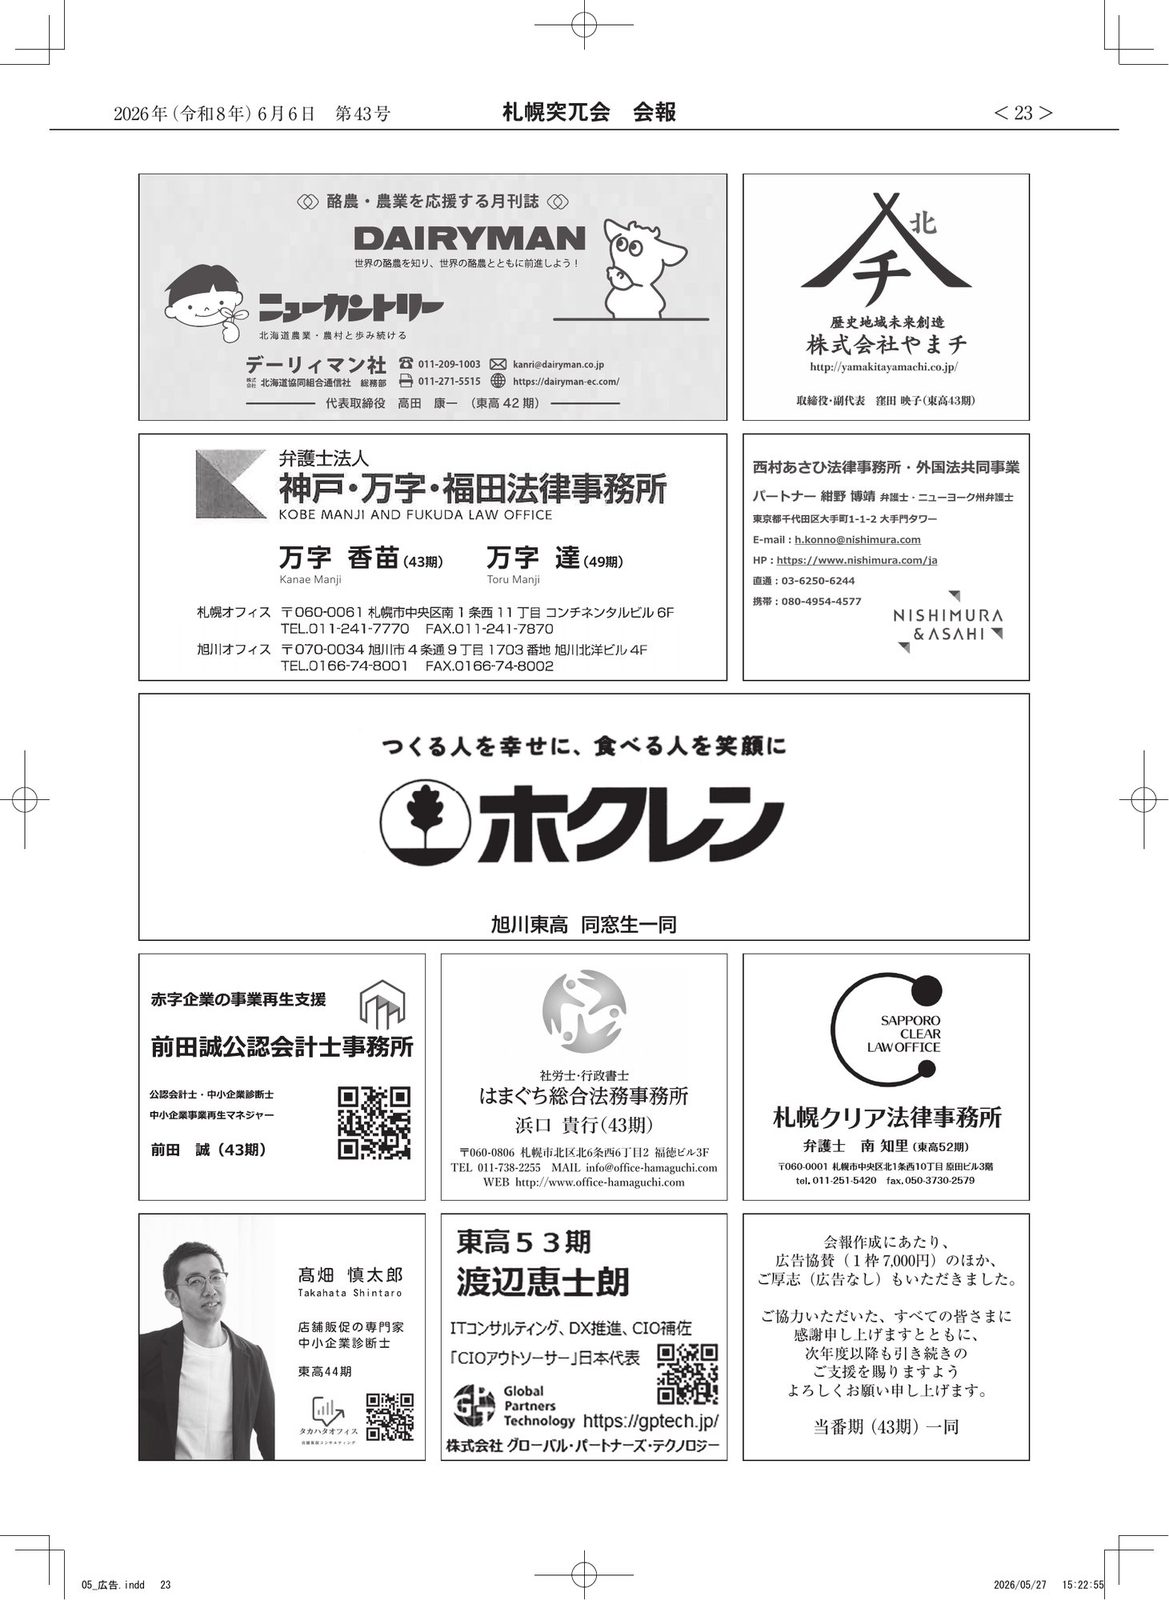 2026年（令和8年）6月6日　第43号
札幌突兀会　会報
＜23＞
酪農・農業を応援する月刊誌
DAIRYMAN
世界の酪農を知り、世界の酪農とともに前進しよう！
ニューカントリー
北海道農業・農村と歩み続ける
デーリィマン社
011-209-1003
kanri@dairyman.co.jp
株式会社 北海道協同組合通信社　総務部
011-271-5515
https://dairyman-ec.com/
代表取締役　高田　康一　（東高42期）
北
チ
歴史地域未来創造
株式会社やまチ
http://yamakitayamachi.co.jp/
取締役・副代表　窪田 映子（東高43期）
弁護士法人
神戸・万字・福田法律事務所
KOBE MANJI AND FUKUDA LAW OFFICE
万字 香苗（43期）　万字 達（49期）
Kanae Manji　Toru Manji
札幌オフィス　〒060-0061 札幌市中央区南1条西11丁目 コンチネンタルビル 6F
TEL.011-241-7770　FAX.011-241-7870
旭川オフィス　〒070-0034 旭川市4条通9丁目1703番地 旭川北洋ビル 4F
TEL.0166-74-8001　FAX.0166-74-8002
西村あさひ法律事務所・外国法共同事業
パートナー 紺野 博靖 弁護士・ニューヨーク州弁護士
東京都千代田区大手町1-1-2 大手門タワー
E-mail：h.konno@nishimura.com
HP：https://www.nishimura.com/ja
直通：03-6250-6244
携帯：080-4954-4577
NISHIMURA
& ASAHI
つくる人を幸せに、食べる人を笑顔に
ホクレン
旭川東高　同窓生一同
赤字企業の事業再生支援
前田誠公認会計士事務所
公認会計士・中小企業診断士
中小企業事業再生マネジャー
前田　誠（43期）
社労士・行政書士
はまぐち総合法務事務所
浜口 貴行（43期）
〒060-0806 札幌市北区北6条西6丁目2 福徳ビル3F
TEL 011-738-2255　MAIL info@office-hamaguchi.com
WEB http://www.office-hamaguchi.com
SAPPORO
CLEAR
LAW OFFICE
札幌クリア法律事務所
弁護士　南 知里（東高52期）
〒060-0001 札幌市中央区北1条西10丁目 原田ビル3階
tel. 011-251-5420　fax. 050-3730-2579
髙畑 慎太郎
Takahata Shintaro
店舗販促の専門家
中小企業診断士
東高44期
タカハタオフィス
東高５３期
渡辺恵士朗
ITコンサルティング、DX推進、CIO補佐
「CIOアウトソーサー」日本代表
GPT
Global
Partners
Technology https://gptech.jp/
株式会社 グローバル・パートナーズ・テクノロジー
会報作成にあたり、
広告協賛（１枠 7,000円）のほか、
ご厚志（広告なし）もいただきました。
ご協力いただいた、すべての皆さまに
感謝申し上げますとともに、
次年度以降も引き続きの
ご支援を賜りますよう
よろしくお願い申し上げます。
当番期（43期）一同
05_広告.indd　23
2026/05/27　15:22:55